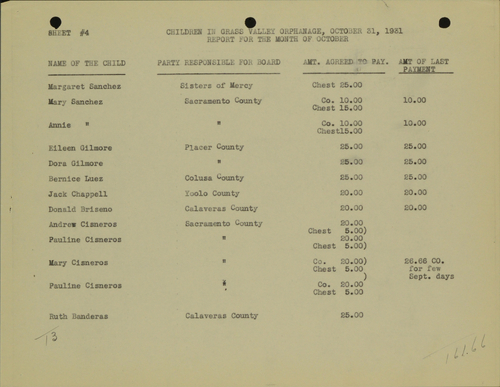 SHEET #4
CHILDREN IN GRASS VALLEY ORPHANAGE, OCTOBER 31, 1931
REPORT FOR THE MONTH OF OCTOBER
NAME OF THE CHILD PARTY RESPONSIBLE FOR BOARD AMT. AGREED TO PAY. AMT OF LAST
PAYMENT
Margaret Sanchez Sisters of Mercy Chest 25.00
Mary Sanchez Sacramento County Co. 10.00 10.00
Chest 15.00
Annie " " Co. 10.00 10.00
Chest15.00
Eileen Gilmore Placer County 25.00 25.00
Dora Gilmore " 25.00 25.00
Bernice Luez Colusa County 25.00 25.00
Jack Chappell Yoolo County 20.00 20.00
Donald Briseno Calaveras County 20.00 20.00
Andrew Cisneros Sacramento County 20.00
Chest 5.00)
Pauline Cisneros " 20.00
Chest 5.00)
Mary Cisneros " Co. 20.00) 26.66 CO.
Chest 5.00 for few
) Sept. days
Pauline Cisneros " Co. 20.00
Chest 5.00
Ruth Banderas Calaveras County 25.00
13
161.66